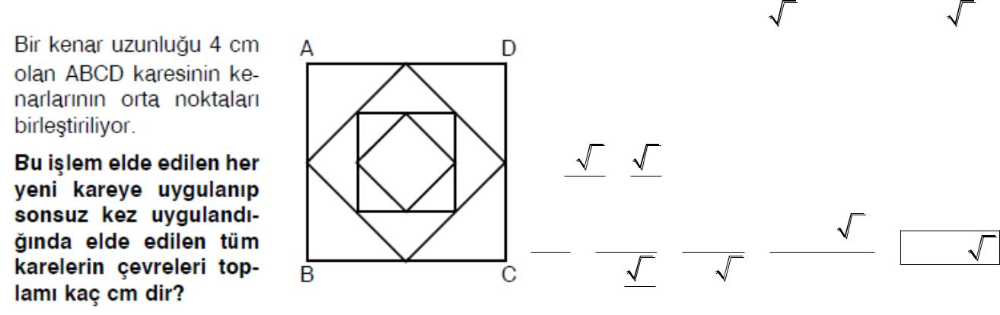 Bir kenar uzunluğu 4 cm
olan ABCD karesinin ke-
narlarının orta noktaları
birleştiriliyor.
Bu işlem elde edilen her
yeni kareye uygulanıp
sonsuz kez uygulandı-
ğında elde edilen tüm
karelerin çevreleri top-
lamı kaç cm dir?
A
D
B
C
√ √
√ √
√
√ √ √